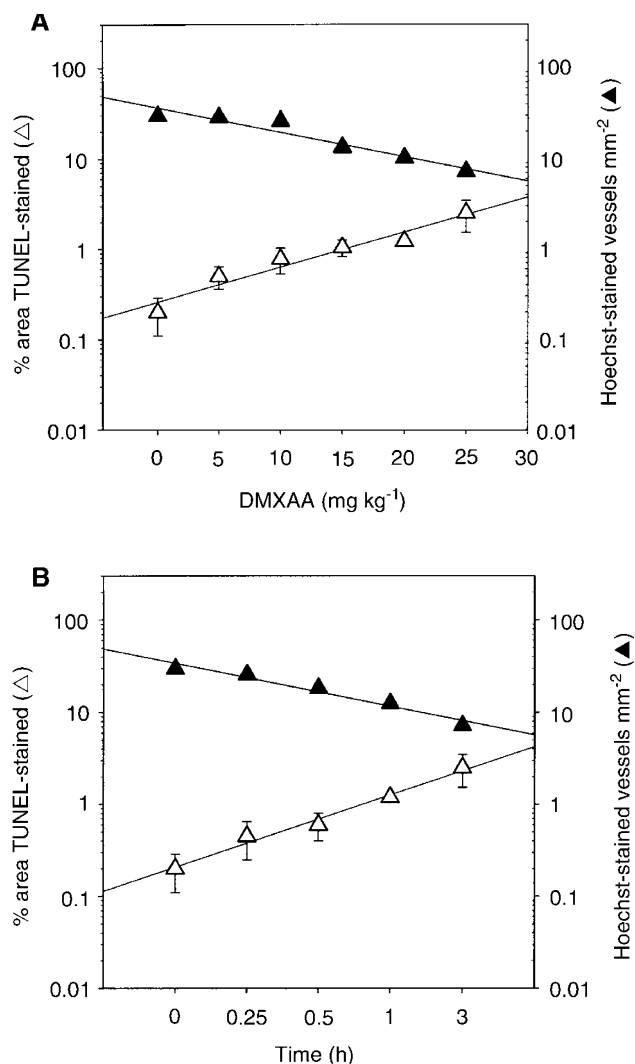 A
% area TUNEL-stained (△)
100
10
1
0.1
0.01
100
10
1
0.1
0.01
Hoechst-stained vessels mm⁻² (▲)
0 5 10 15 20 25 30
DMXAA (mg kg⁻¹)
B
% area TUNEL-stained (△)
100
10
1
0.1
0.01
100
10
1
0.1
0.01
Hoechst-stained vessels mm⁻² (▲)
0 0.25 0.5 1 3
Time (h)